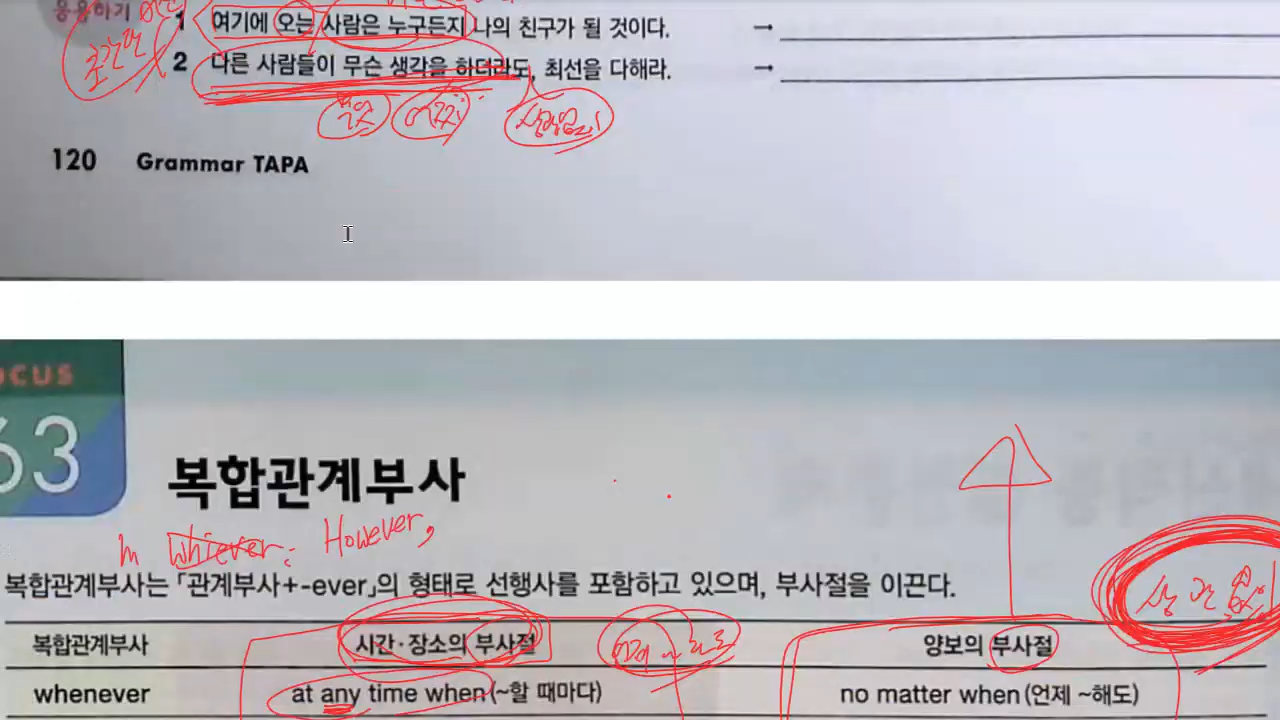 응용하기
1 여기에 오는 사람은 누구든지 나의 친구가 될 것이다. →
2 다른 사람들이 무슨 생각을 하더라도, 최선을 다해라. →
상관없이
120 Grammar TAPA
OCUS
63
복합관계부사
whiever: However,
복합관계부사는 「관계부사+-ever」의 형태로 선행사를 포함하고 있으며, 부사절을 이끈다.
상관 없이
복합관계부사 시간·장소의 부사절 양보의 부사절
whenever at any time when(~할 때마다) no matter when(언제 ~해도)